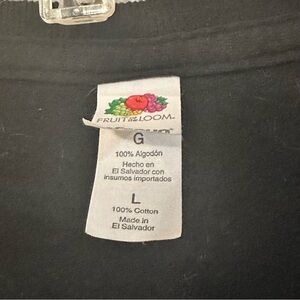 FRUIT OF THE LOOM.
G
100% Algodón
Hecho en
El Salvador con
insumos importados
L
100% Cotton
Made in
El Salvador